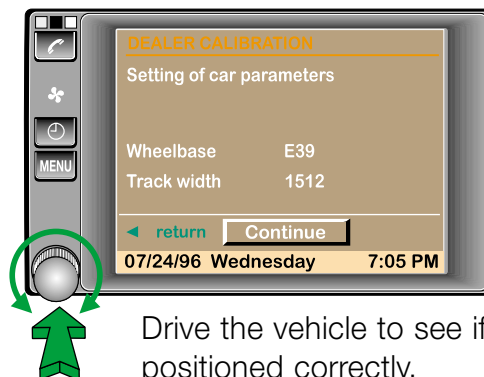 DEALER CALIBRATION
Setting of car parameters
MENU
Wheelbase E39
Track width 1512
◄ return Continue
07/24/96 Wednesday 7:05 PM
Drive the vehicle to see if
positioned correctly.